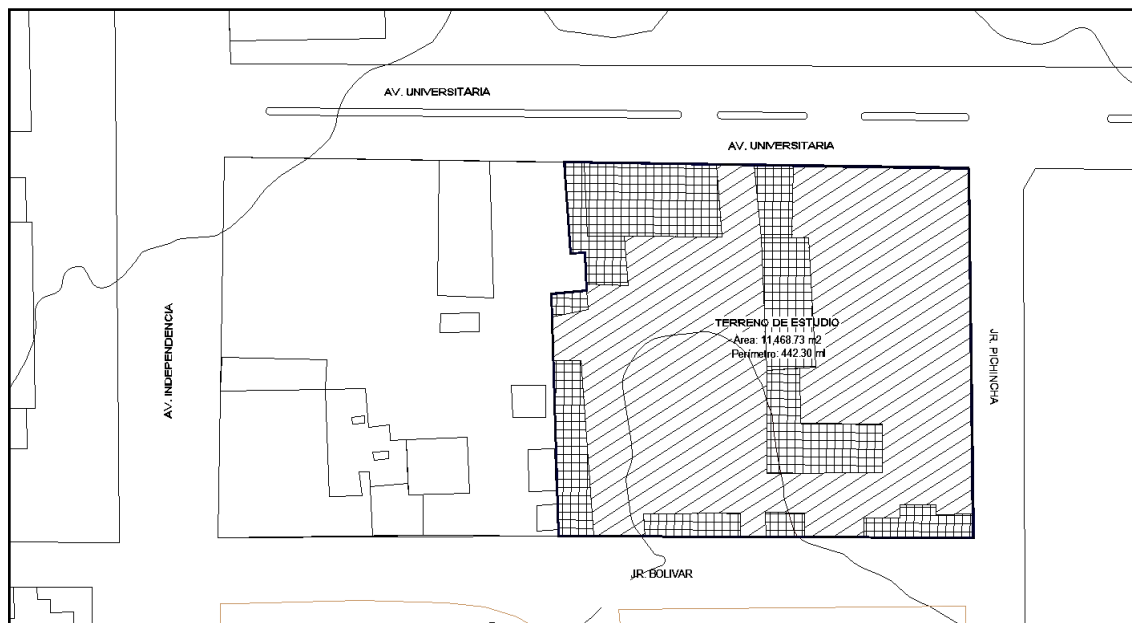 AV. UNIVERSITARIA
AV. UNIVERSITARIA
AV. INDEPENDENCIA
TERRENO DE ESTUDIO
Area: 11,468.73 m2
Perímetro: 442.30 ml
JR. PICHINCHA
JR. BOLIVAR